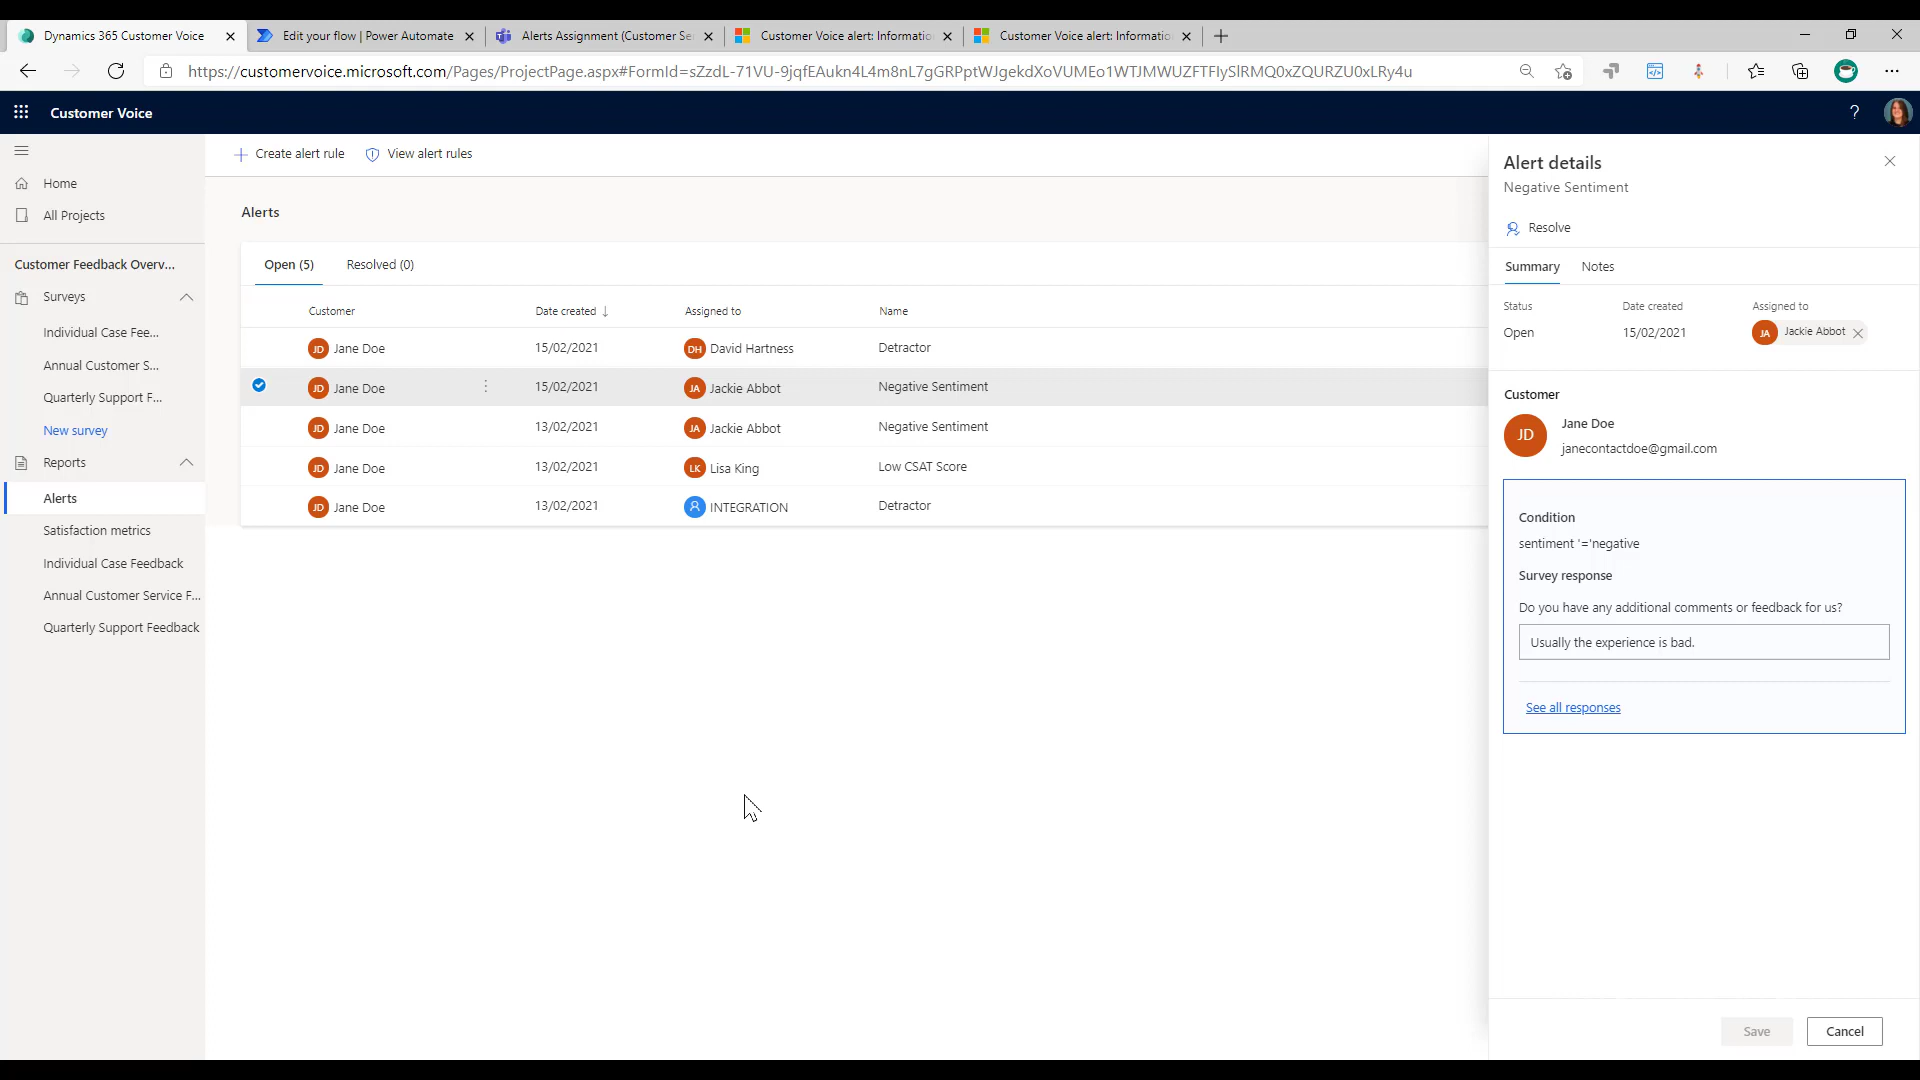 Dynamics 365 Customer Voice
Edit your flow | Power Automate
Alerts Assignment (Customer Se
Customer Voice alert: Informatio
Customer Voice alert: Informatio
https://customervoice.microsoft.com/Pages/ProjectPage.aspx#FormId=sZzdL-71VU-9jqfEAukn4L4m8nL7gGRPptWJgekdXoVUMEo1WTJMWUZFTFIySlRMQ0xZQURZU0xLRy4u
Customer Voice
?
Home
All Projects
Customer Feedback Overv...
Surveys
Individual Case Fee...
Annual Customer S...
Quarterly Support F...
New survey
Reports
Alerts
Satisfaction metrics
Individual Case Feedback
Annual Customer Service F...
Quarterly Support Feedback
Create alert rule
View alert rules
Alerts
Open (5) Resolved (0)
Customer Date created ↓ Assigned to Name
JD Jane Doe 15/02/2021 DH David Hartness Detractor
JD Jane Doe 15/02/2021 JA Jackie Abbot Negative Sentiment
JD Jane Doe 13/02/2021 JA Jackie Abbot Negative Sentiment
JD Jane Doe 13/02/2021 LK Lisa King Low CSAT Score
JD Jane Doe 13/02/2021 INTEGRATION Detractor
Alert details
Negative Sentiment
Resolve
Summary Notes
Status Date created Assigned to
Open 15/02/2021 JA Jackie Abbot
Customer
JD Jane Doe
janecontactdoe@gmail.com
Condition
sentiment '='negative
Survey response
Do you have any additional comments or feedback for us?
Usually the experience is bad.
See all responses
Save Cancel